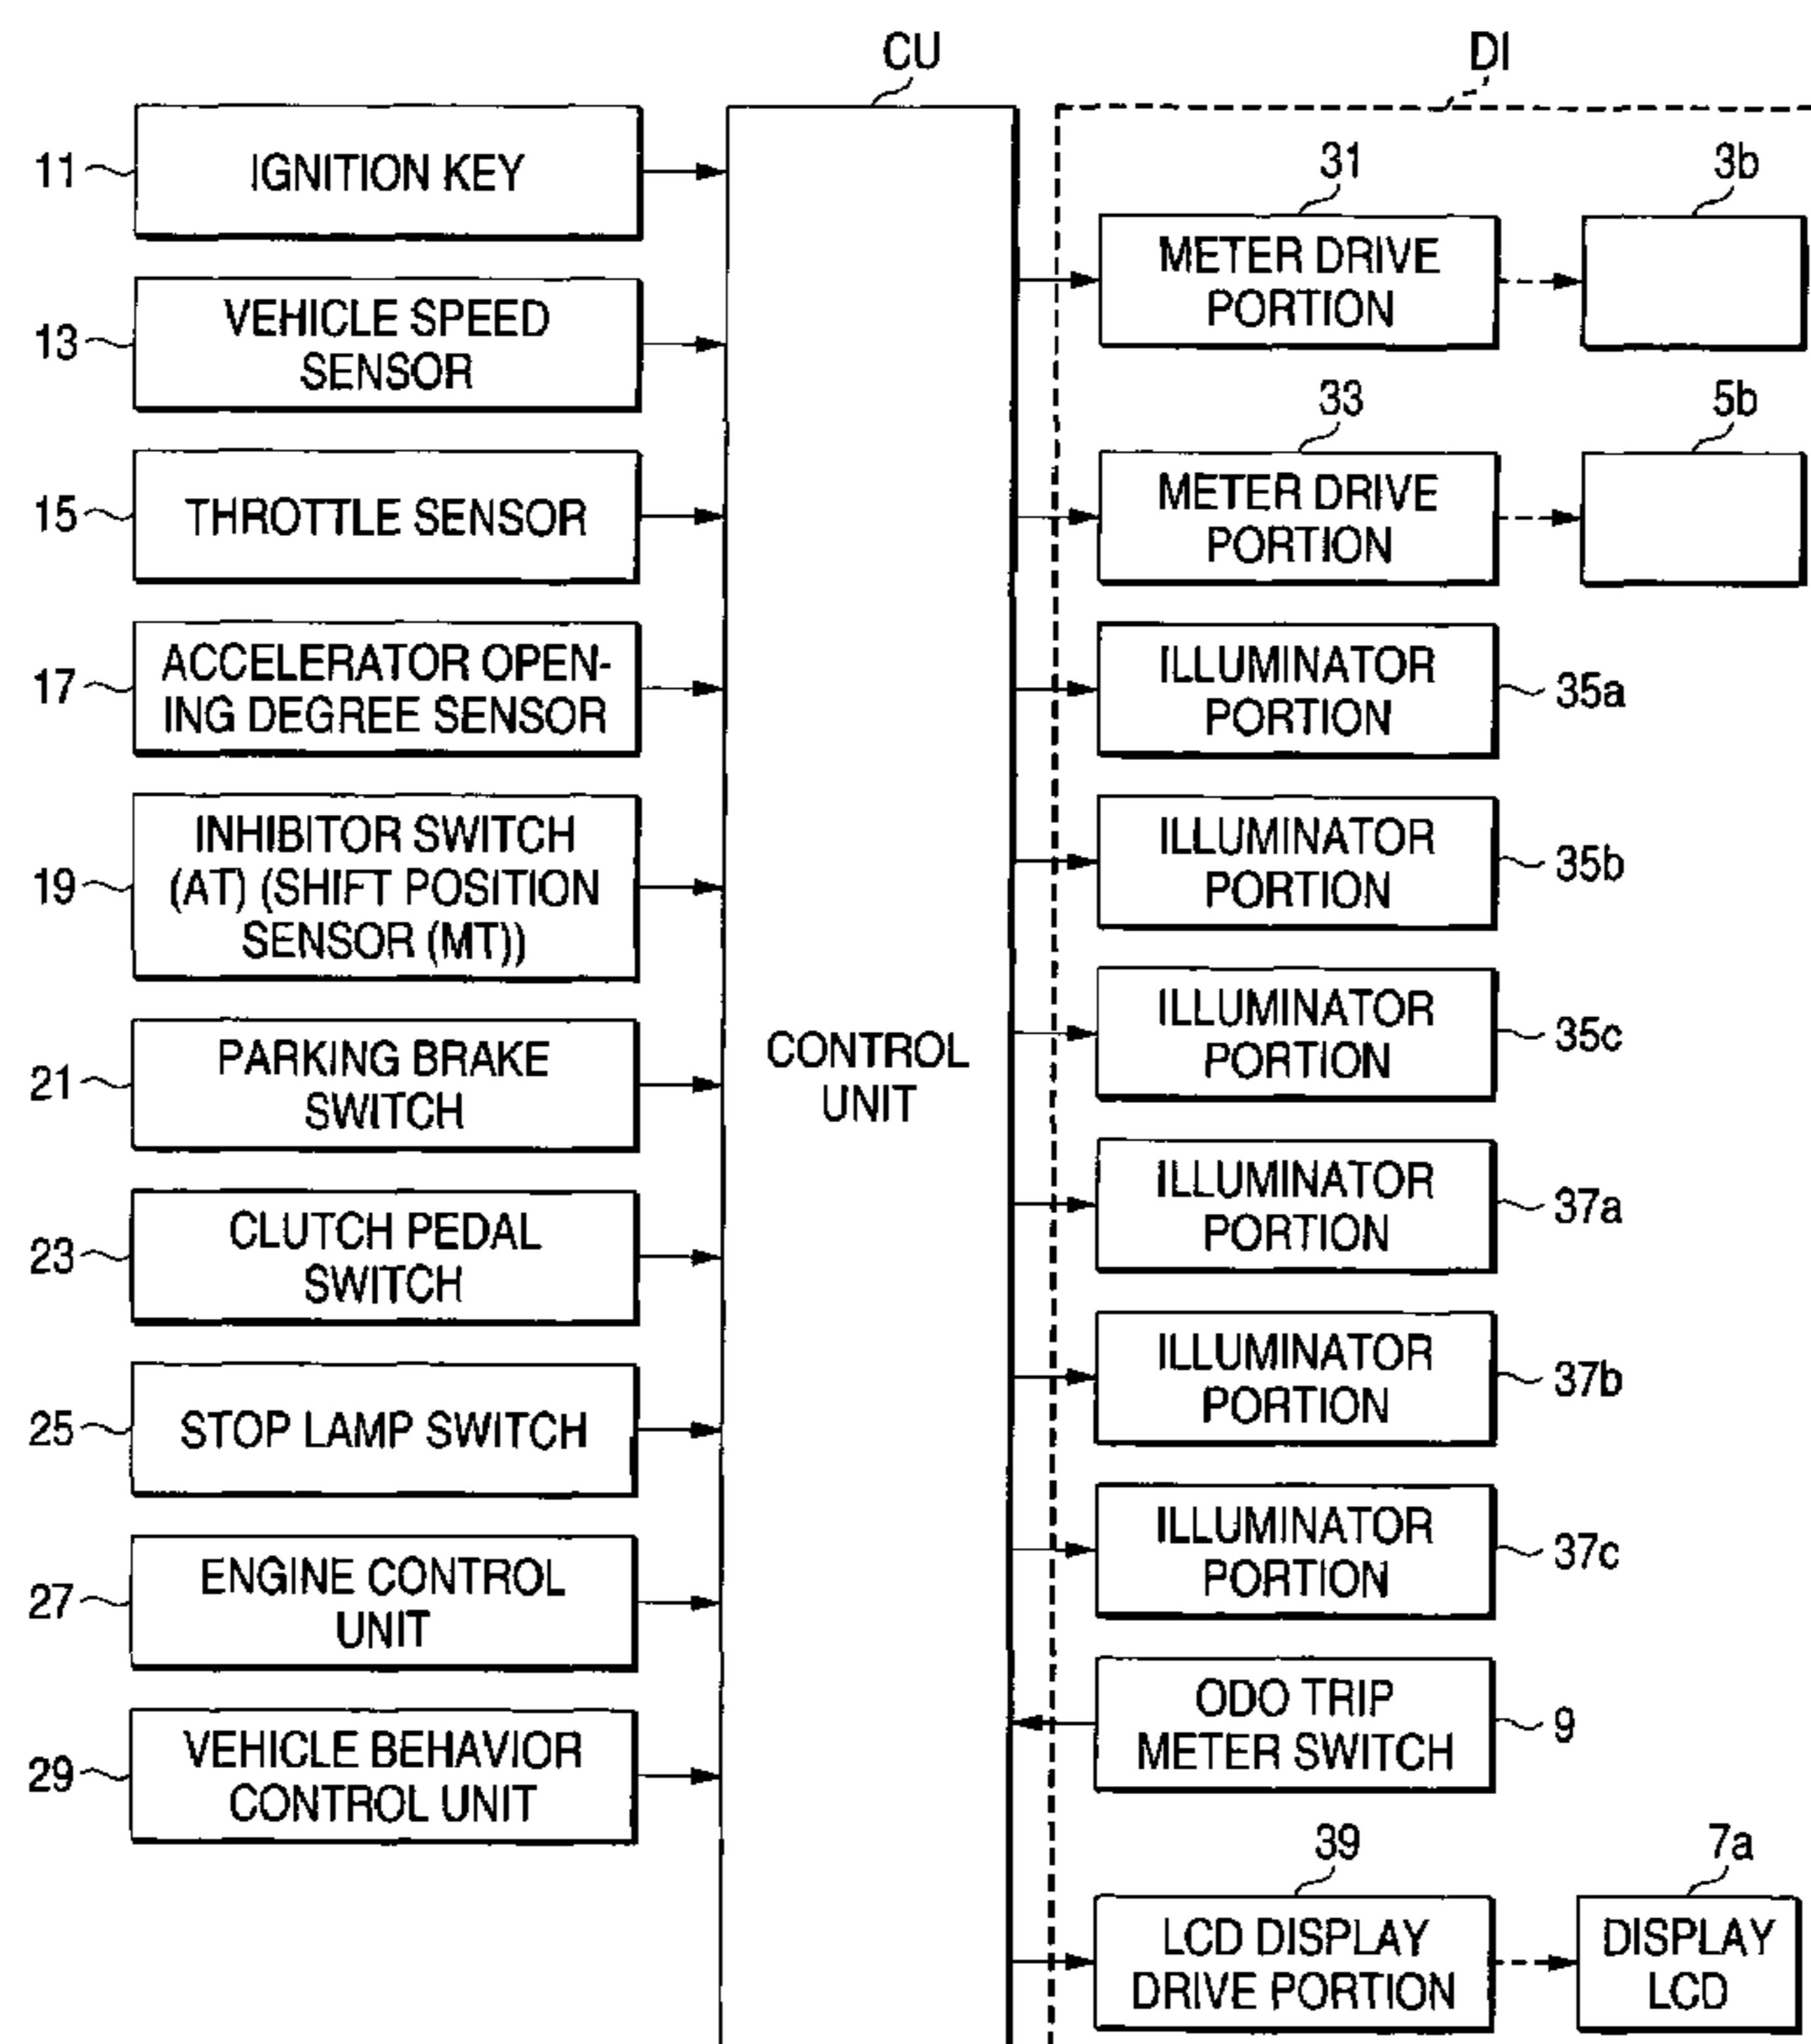 CU
DI
11
IGNITION KEY
13
VEHICLE SPEED
SENSOR
15
THROTTLE SENSOR
17
ACCELERATOR OPEN-
ING DEGREE SENSOR
19
INHIBITOR SWITCH
(AT) (SHIFT POSITION
SENSOR (MT))
21
PARKING BRAKE
SWITCH
23
CLUTCH PEDAL
SWITCH
25
STOP LAMP SWITCH
27
ENGINE CONTROL
UNIT
29
VEHICLE BEHAVIOR
CONTROL UNIT
CONTROL
UNIT
31
METER DRIVE
PORTION
3b
33
METER DRIVE
PORTION
5b
ILLUMINATOR
PORTION
35a
ILLUMINATOR
PORTION
35b
ILLUMINATOR
PORTION
35c
ILLUMINATOR
PORTION
37a
ILLUMINATOR
PORTION
37b
ILLUMINATOR
PORTION
37c
ODO TRIP
METER SWITCH
9
39
LCD DISPLAY
DRIVE PORTION
7a
DISPLAY
LCD